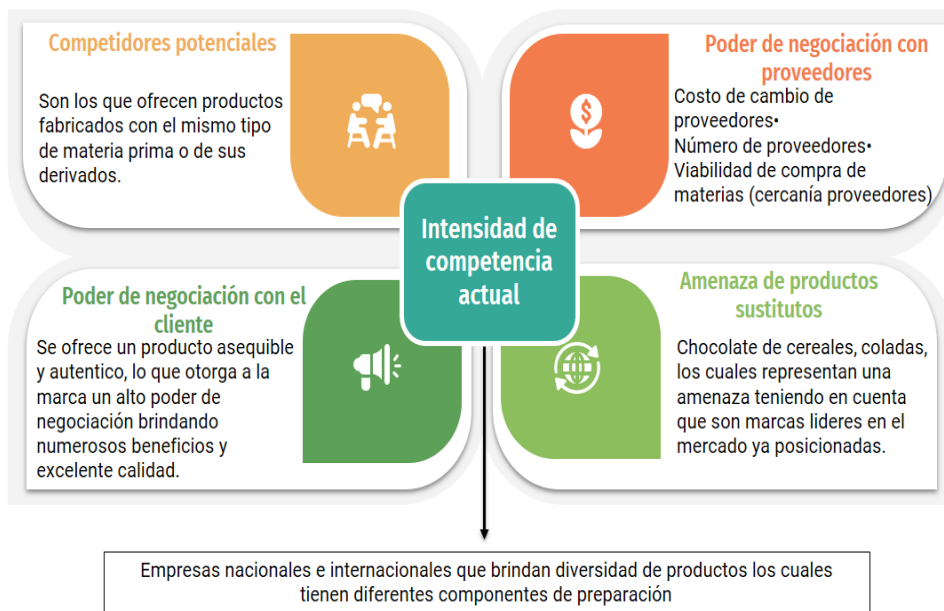 Competidores potenciales
Son los que ofrecen productos
fabricados con el mismo tipo
de materia prima o de sus
derivados.
Poder de negociación con
proveedores
Costo de cambio de
proveedores•
Número de proveedores•
Viabilidad de compra de
materias (cercanía proveedores)
Intensidad de
competencia
actual
Poder de negociación con el
cliente
Se ofrece un producto asequible
y autentico, lo que otorga a la
marca un alto poder de
negociación brindando
numerosos beneficios y
excelente calidad.
Amenaza de productos
sustitutos
Chocolate de cereales, coladas,
los cuales representan una
amenaza teniendo en cuenta
que son marcas lideres en el
mercado ya posicionadas.
Empresas nacionales e internacionales que brindan diversidad de productos los cuales
tienen diferentes componentes de preparación